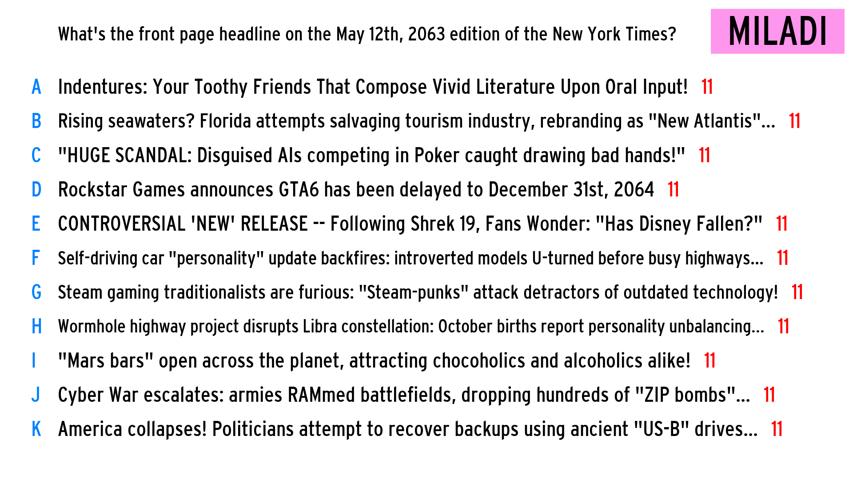 What's the front page headline on the May 12th, 2063 edition of the New York Times?
MILADI
A Indentures: Your Toothy Friends That Compose Vivid Literature Upon Oral Input! 11
B Rising seawaters? Florida attempts salvaging tourism industry, rebranding as "New Atlantis"... 11
C "HUGE SCANDAL: Disguised AIs competing in Poker caught drawing bad hands!" 11
D Rockstar Games announces GTA6 has been delayed to December 31st, 2064 11
E CONTROVERSIAL 'NEW' RELEASE -- Following Shrek 19, Fans Wonder: "Has Disney Fallen?" 11
F Self-driving car "personality" update backfires: introverted models U-turned before busy highways... 11
G Steam gaming traditionalists are furious: "Steam-punks" attack detractors of outdated technology! 11
H Wormhole highway project disrupts Libra constellation: October births report personality unbalancing... 11
I "Mars bars" open across the planet, attracting chocoholics and alcoholics alike! 11
J Cyber War escalates: armies RAMmed battlefields, dropping hundreds of "ZIP bombs"... 11
K America collapses! Politicians attempt to recover backups using ancient "US-B" drives... 11